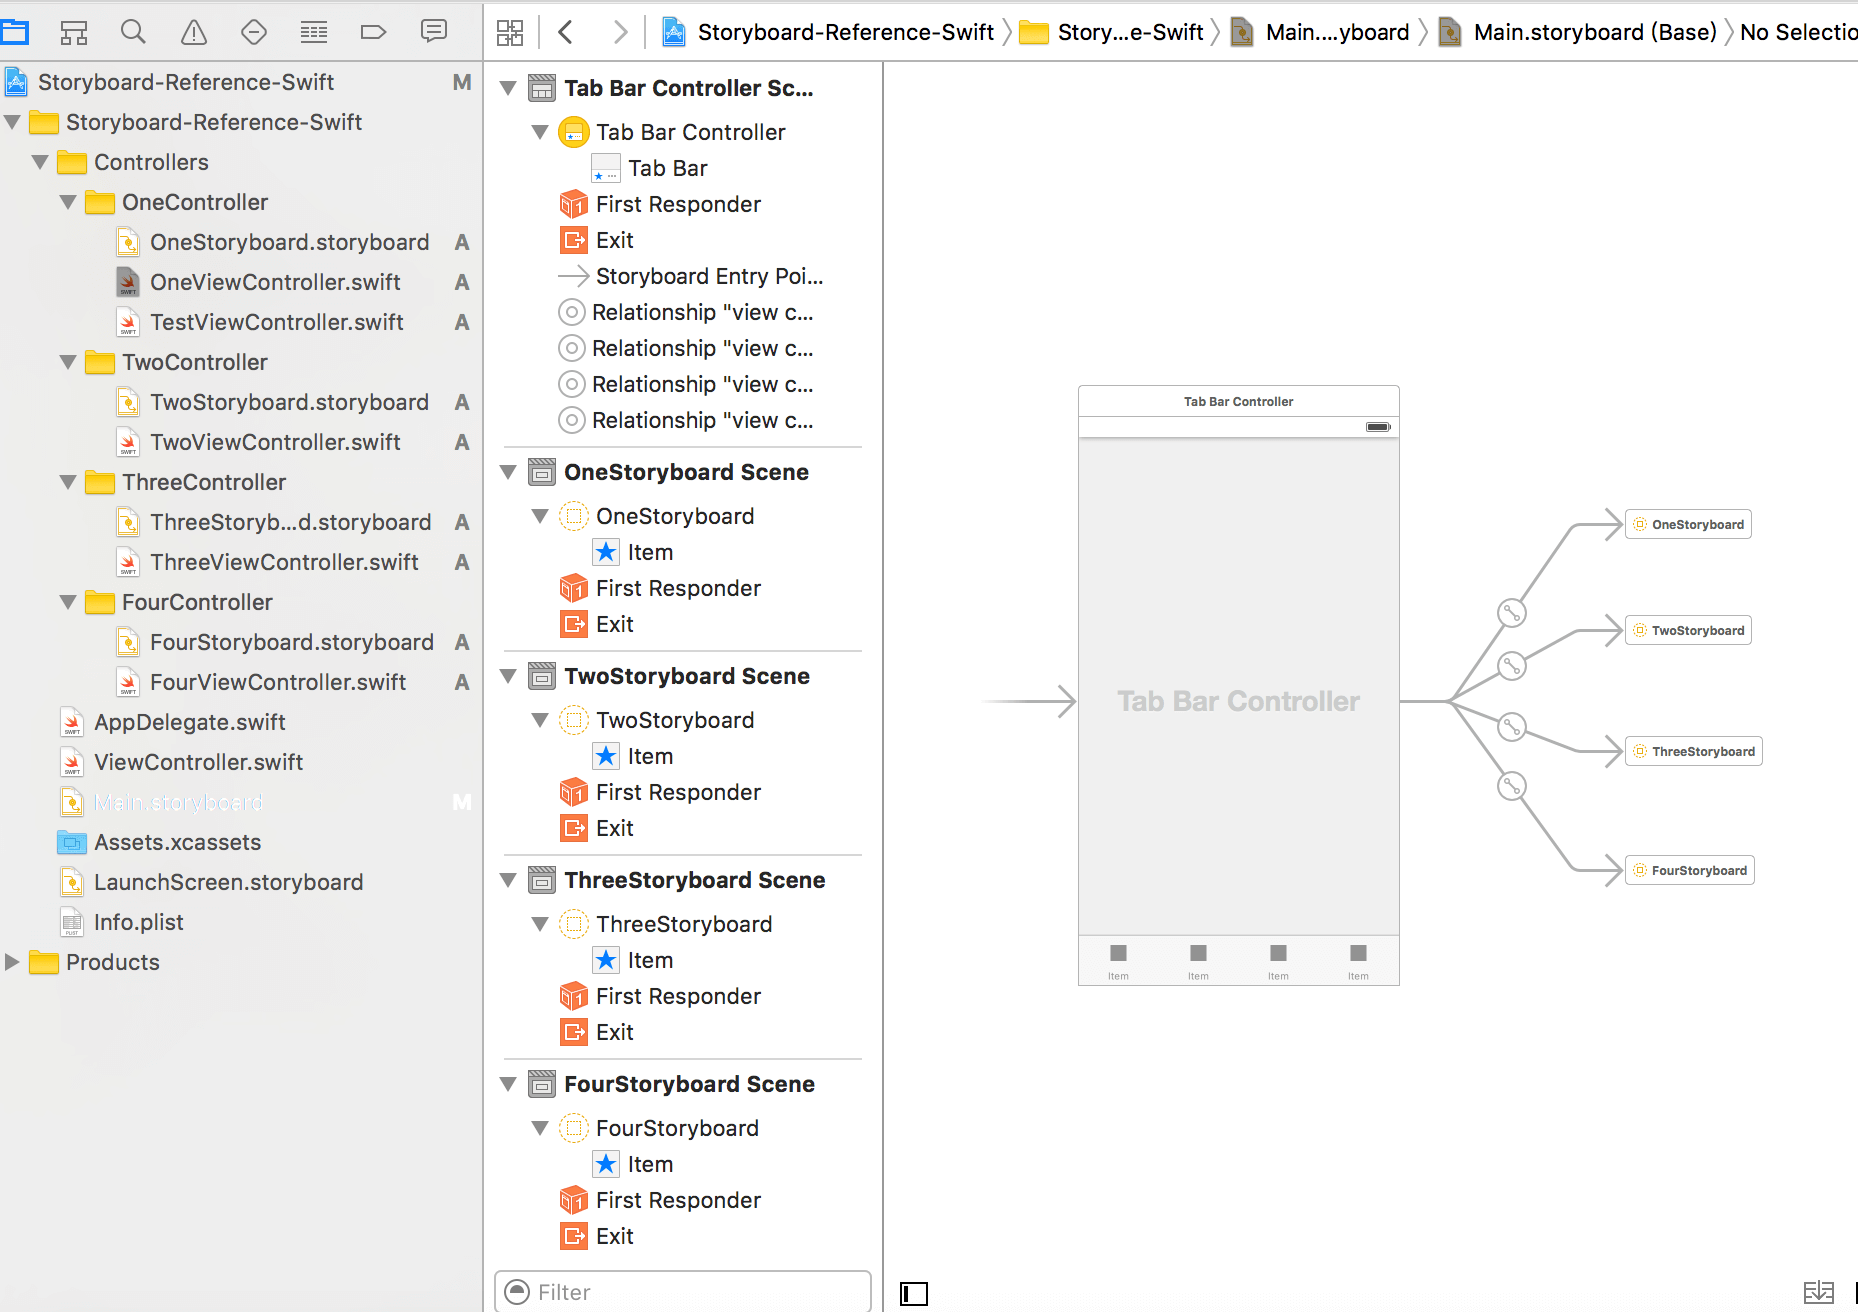 Storyboard-Reference-Swift
Story...e-Swift
Main....yboard
Main.storyboard (Base)
No Selectio
Storyboard-Reference-Swift M
Storyboard-Reference-Swift
Controllers
OneController
OneStoryboard.storyboard A
OneViewController.swift A
TestViewController.swift A
TwoController
TwoStoryboard.storyboard A
TwoViewController.swift A
ThreeController
ThreeStoryb...d.storyboard A
ThreeViewController.swift A
FourController
FourStoryboard.storyboard A
FourViewController.swift A
AppDelegate.swift
ViewController.swift
Main.storyboard M
Assets.xcassets
LaunchScreen.storyboard
Info.plist
Products
Tab Bar Controller Sc...
Tab Bar Controller
Tab Bar
First Responder
Exit
Storyboard Entry Poi...
Relationship "view c...
Relationship "view c...
Relationship "view c...
Relationship "view c...
OneStoryboard Scene
OneStoryboard
Item
First Responder
Exit
TwoStoryboard Scene
TwoStoryboard
Item
First Responder
Exit
ThreeStoryboard Scene
ThreeStoryboard
Item
First Responder
Exit
FourStoryboard Scene
FourStoryboard
Item
First Responder
Exit
Filter
Tab Bar Controller
Tab Bar Controller
Item Item Item Item
OneStoryboard
TwoStoryboard
ThreeStoryboard
FourStoryboard